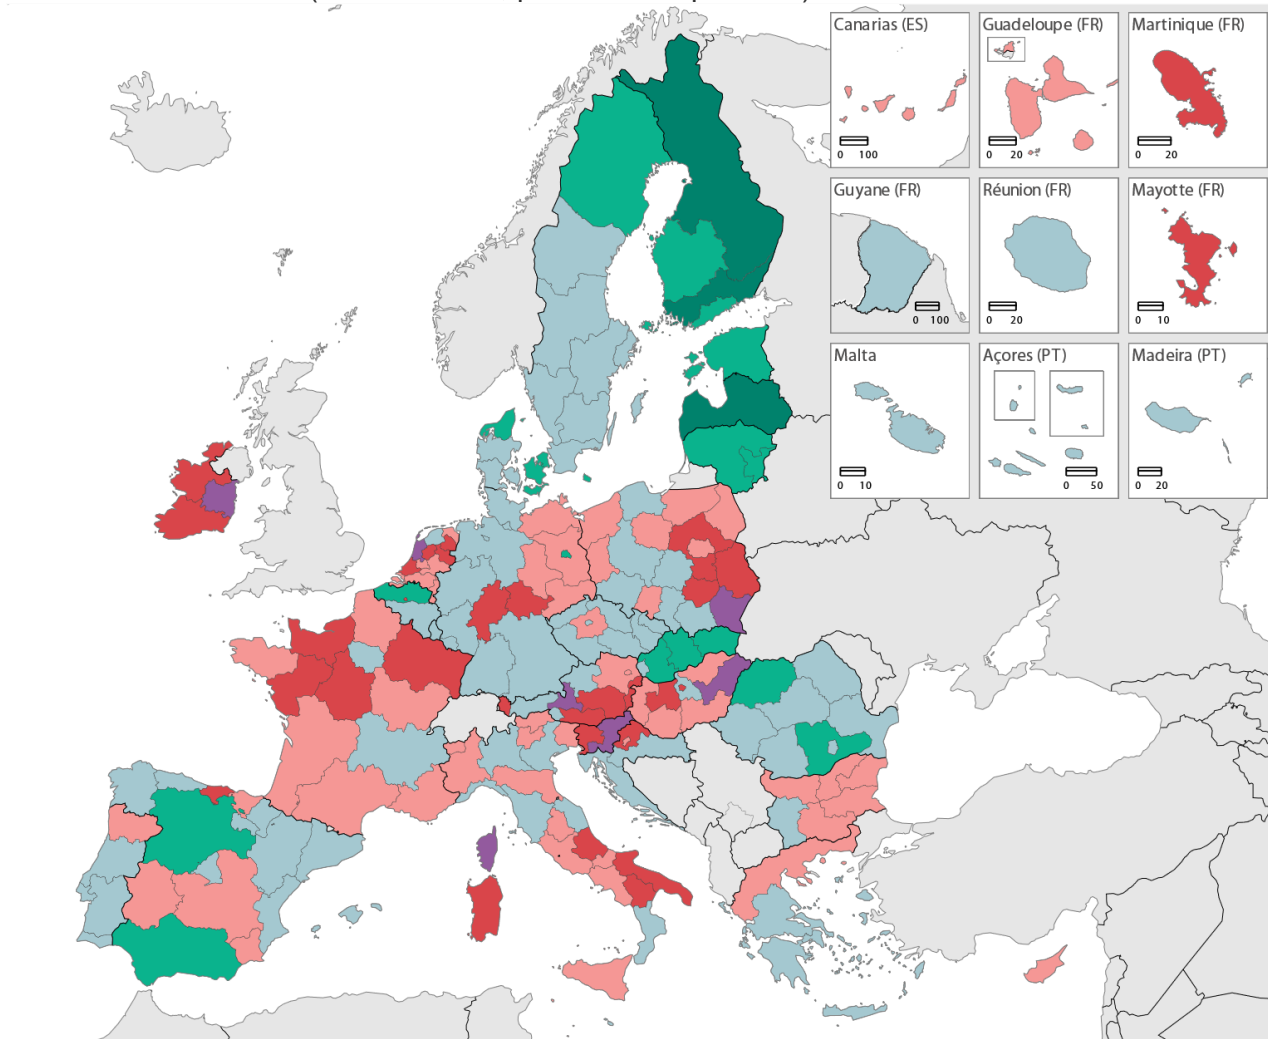 Canarias (ES)
0 100
Guadeloupe (FR)
0 20
Martinique (FR)
0 20
Guyane (FR)
0 100
Réunion (FR)
0 20
Mayotte (FR)
0 10
Malta
0 10
Açores (PT)
0 50
Madeira (PT)
0 20